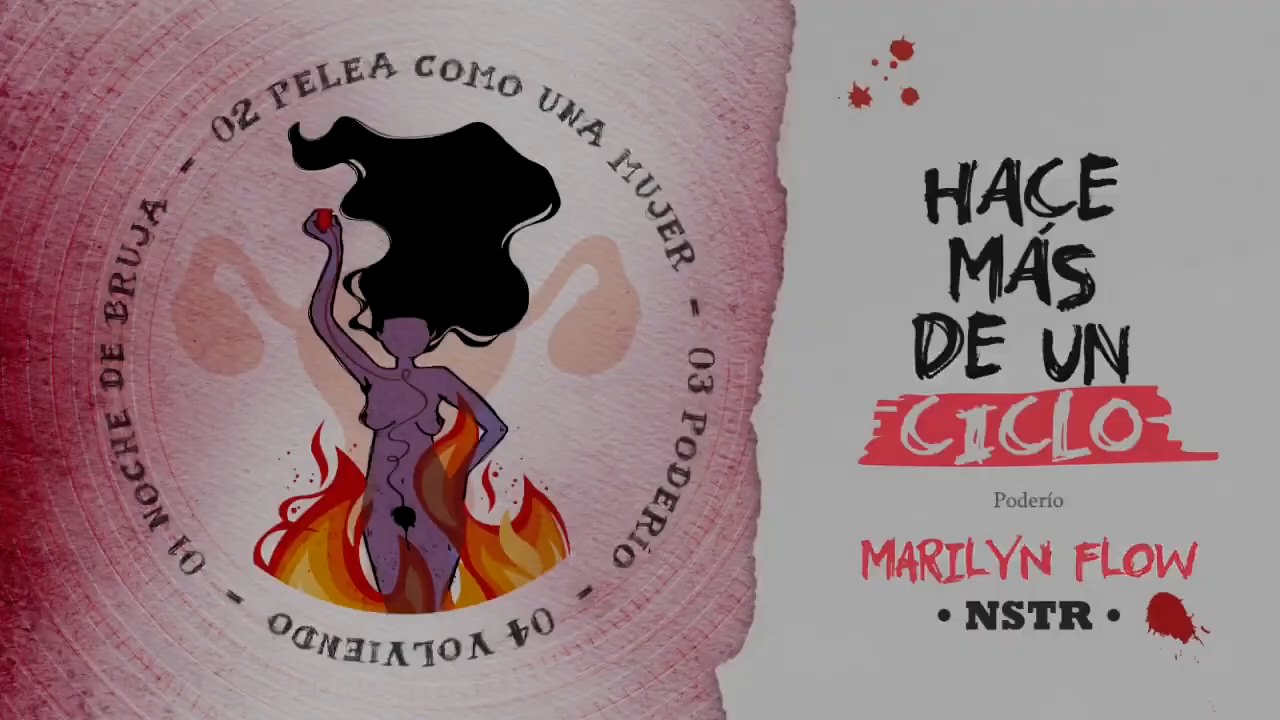 01 NOCHE DE BRUJA - 02 PELEA COMO UNA MUJER - 03 PODERÍO - 04 VOLVIENDO -
HACE
MÁS
DE UN
CICLO
Poderío
MARILYN FLOW
• NSTR •